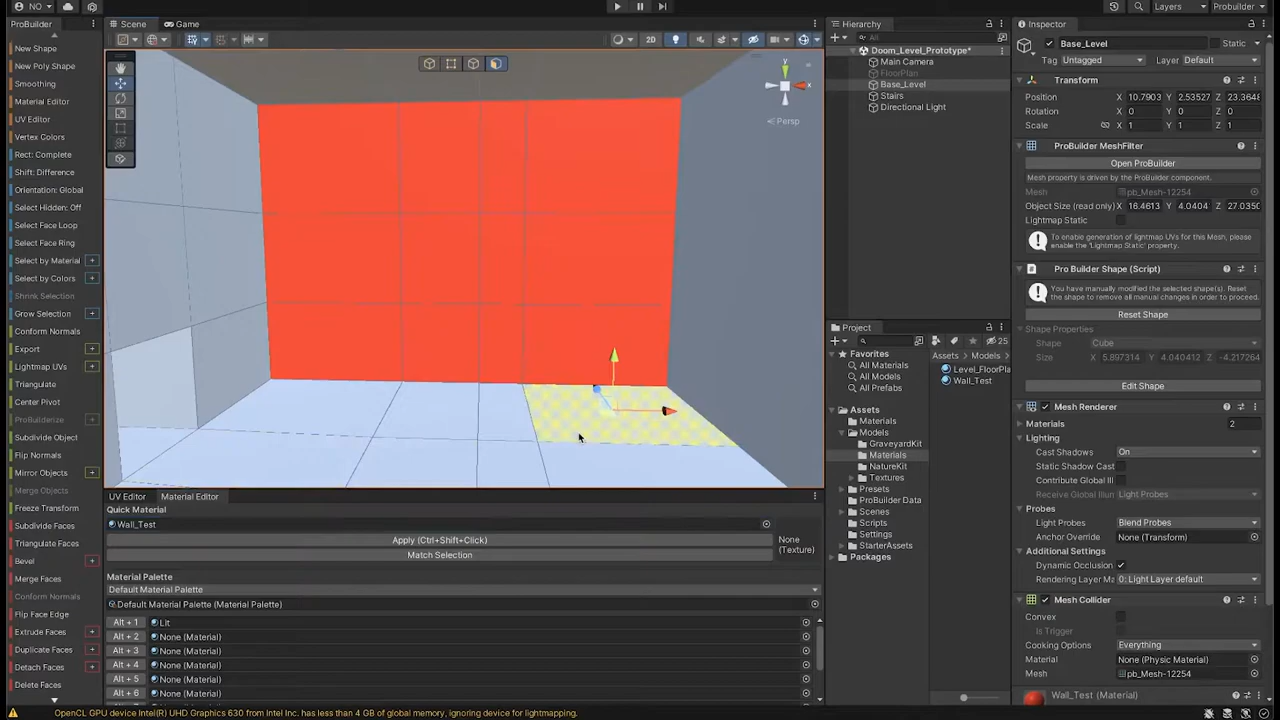 NO
Layers
Probuilder
ProBuilder
New Shape
New Poly Shape
Smoothing
Material Editor
UV Editor
Vertex Colors
Rect: Complete
Shift: Difference
Orientation: Global
Select Hidden: Off
Select Face Loop
Select Face Ring
Select by Material
Select by Colors
Shrink Selection
Grow Selection
Conform Normals
Export
Lightmap UVs
Triangulate
Center Pivot
ProBuilderize
Subdivide Object
Flip Normals
Mirror Objects
Merge Objects
Freeze Transform
Subdivide Faces
Triangulate Faces
Bevel
Merge Faces
Conform Normals
Flip Face Edge
Extrude Faces
Duplicate Faces
Detach Faces
Delete Faces
Scene
Game
2D
y
x
Persp
UV Editor
Material Editor
Quick Material
Wall_Test
Apply (Ctrl+Shift+Click)
Match Selection
None
(Texture)
Material Palette
Default Material Palette
Default Material Palette (Material Palette)
Alt + 1 Lit
Alt + 2 None (Material)
Alt + 3 None (Material)
Alt + 4 None (Material)
Alt + 5 None (Material)
Alt + 6 None (Material)
Hierarchy
All
Doom_Level_Prototype*
Main Camera
FloorPlan
Base_Level
Stairs
Directional Light
Project
25
Favorites
All Materials
All Models
All Prefabs
Assets
Materials
Models
GraveyardKit
Materials
NatureKit
Textures
Presets
ProBuilder Data
Scenes
Scripts
Settings
StarterAssets
Packages
Assets
Models
Level_FloorPla
Wall_Test
Inspector
Base_Level
Static
Tag Untagged Layer Default
Transform
Position X 10.7903 Y 2.53527 Z 23.3648
Rotation X 0 Y 0 Z 0
Scale X 1 Y 1 Z 1
ProBuilder MeshFilter
Open ProBuilder
Mesh property is driven by the ProBuilder component.
Mesh pb_Mesh-12254
Object Size (read only) X 16.4613 Y 4.0404 Z 27.0350
Lightmap Static
To enable generation of lightmap UVs for this Mesh, please
enable the 'Lightmap Static' property.
Pro Builder Shape (Script)
You have manually modified the selected shape(s). Reset
the shape to remove all manual changes in order to proceed.
Reset Shape
Shape Properties
Shape Cube
Size X 5.897314 Y 4.040412 Z -4.217264
Edit Shape
Mesh Renderer
Materials 2
Lighting
Cast Shadows On
Static Shadow Cast
Contribute Global Ill
Receive Global Illun Light Probes
Probes
Light Probes Blend Probes
Anchor Override None (Transform)
Additional Settings
Dynamic Occlusion
Rendering Layer Ma 0: Light Layer default
Mesh Collider
Convex
Is Trigger
Cooking Options Everything
Material None (Physic Material)
Mesh pb_Mesh-12254
Wall_Test (Material)
OpenCL GPU device Intel(R) UHD Graphics 630 from Intel Inc. has less than 4 GB of global memory, ignoring device for lightmapping.